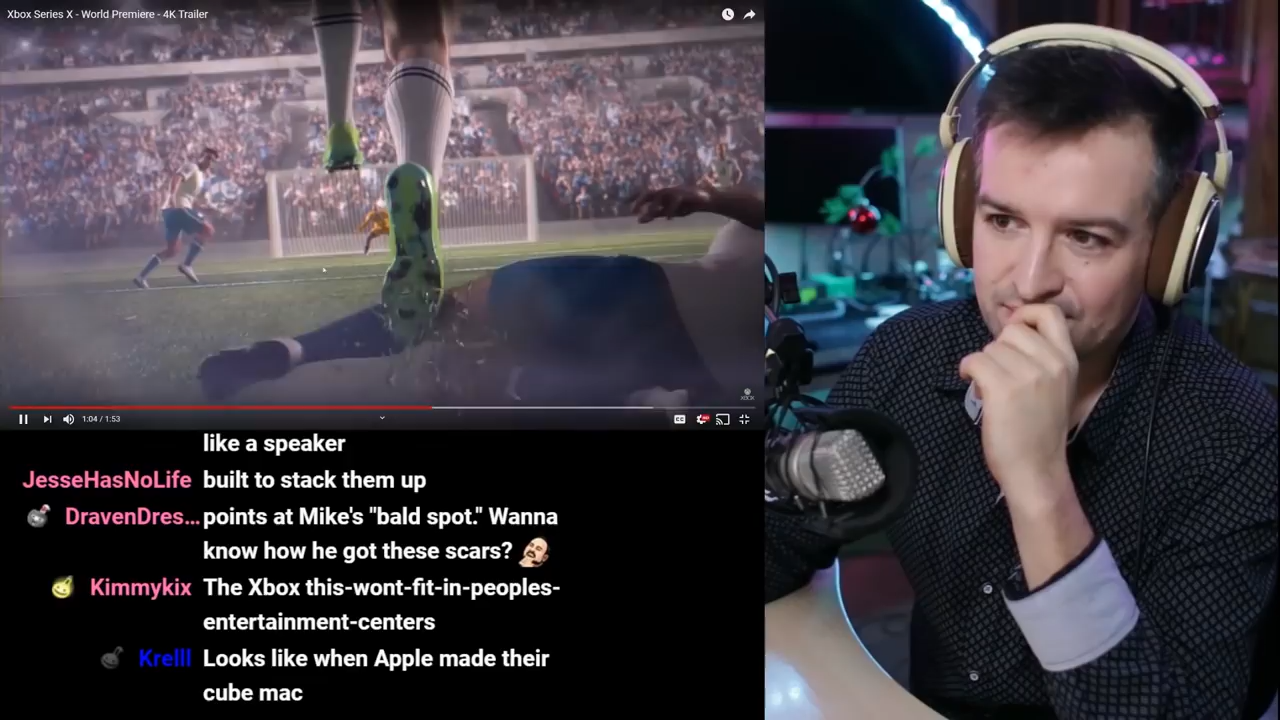 Xbox Series X - World Premiere - 4K Trailer
XBOX
1:04 / 1:53
like a speaker
JesseHasNoLife built to stack them up
DravenDres... points at Mike's "bald spot." Wanna
know how he got these scars?
Kimmykix The Xbox this-wont-fit-in-peoples-
entertainment-centers
Krelll Looks like when Apple made their
cube mac